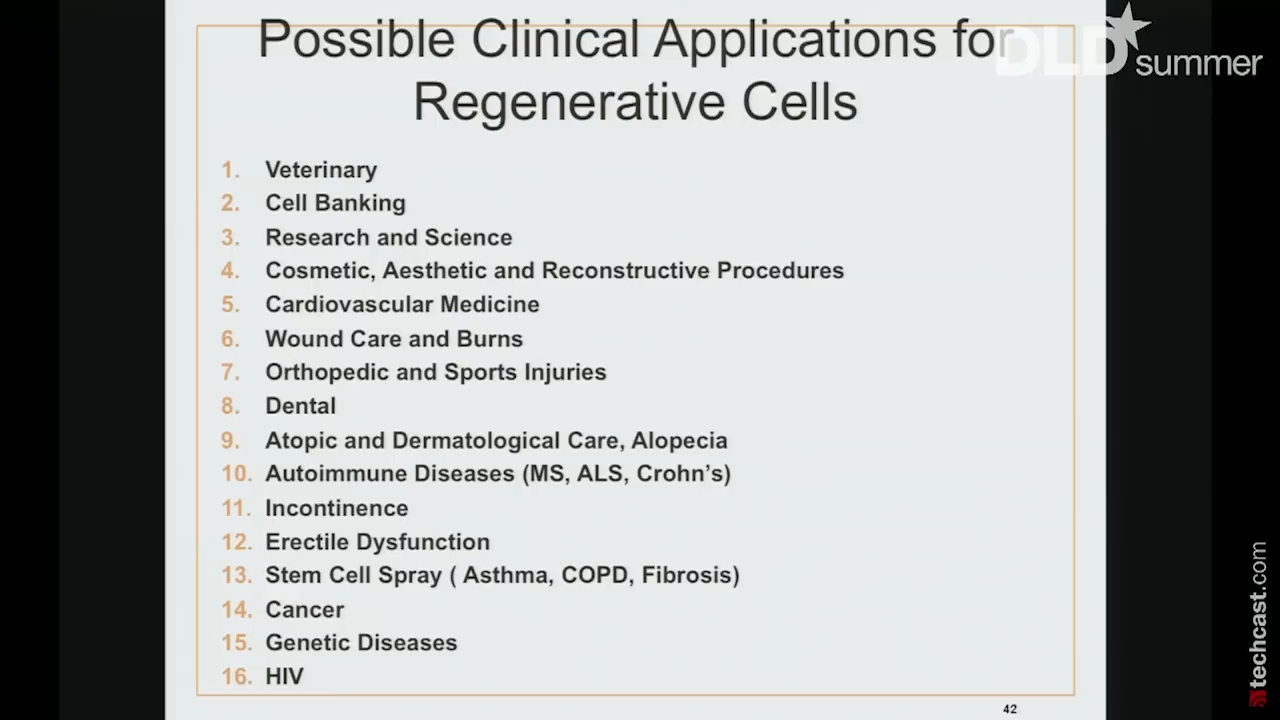 Possible Clinical Applications for
Regenerative Cells
DLD summer
1. Veterinary
2. Cell Banking
3. Research and Science
4. Cosmetic, Aesthetic and Reconstructive Procedures
5. Cardiovascular Medicine
6. Wound Care and Burns
7. Orthopedic and Sports Injuries
8. Dental
9. Atopic and Dermatological Care, Alopecia
10. Autoimmune Diseases (MS, ALS, Crohn’s)
11. Incontinence
12. Erectile Dysfunction
13. Stem Cell Spray ( Asthma, COPD, Fibrosis)
14. Cancer
15. Genetic Diseases
16. HIV
42
techcast.com